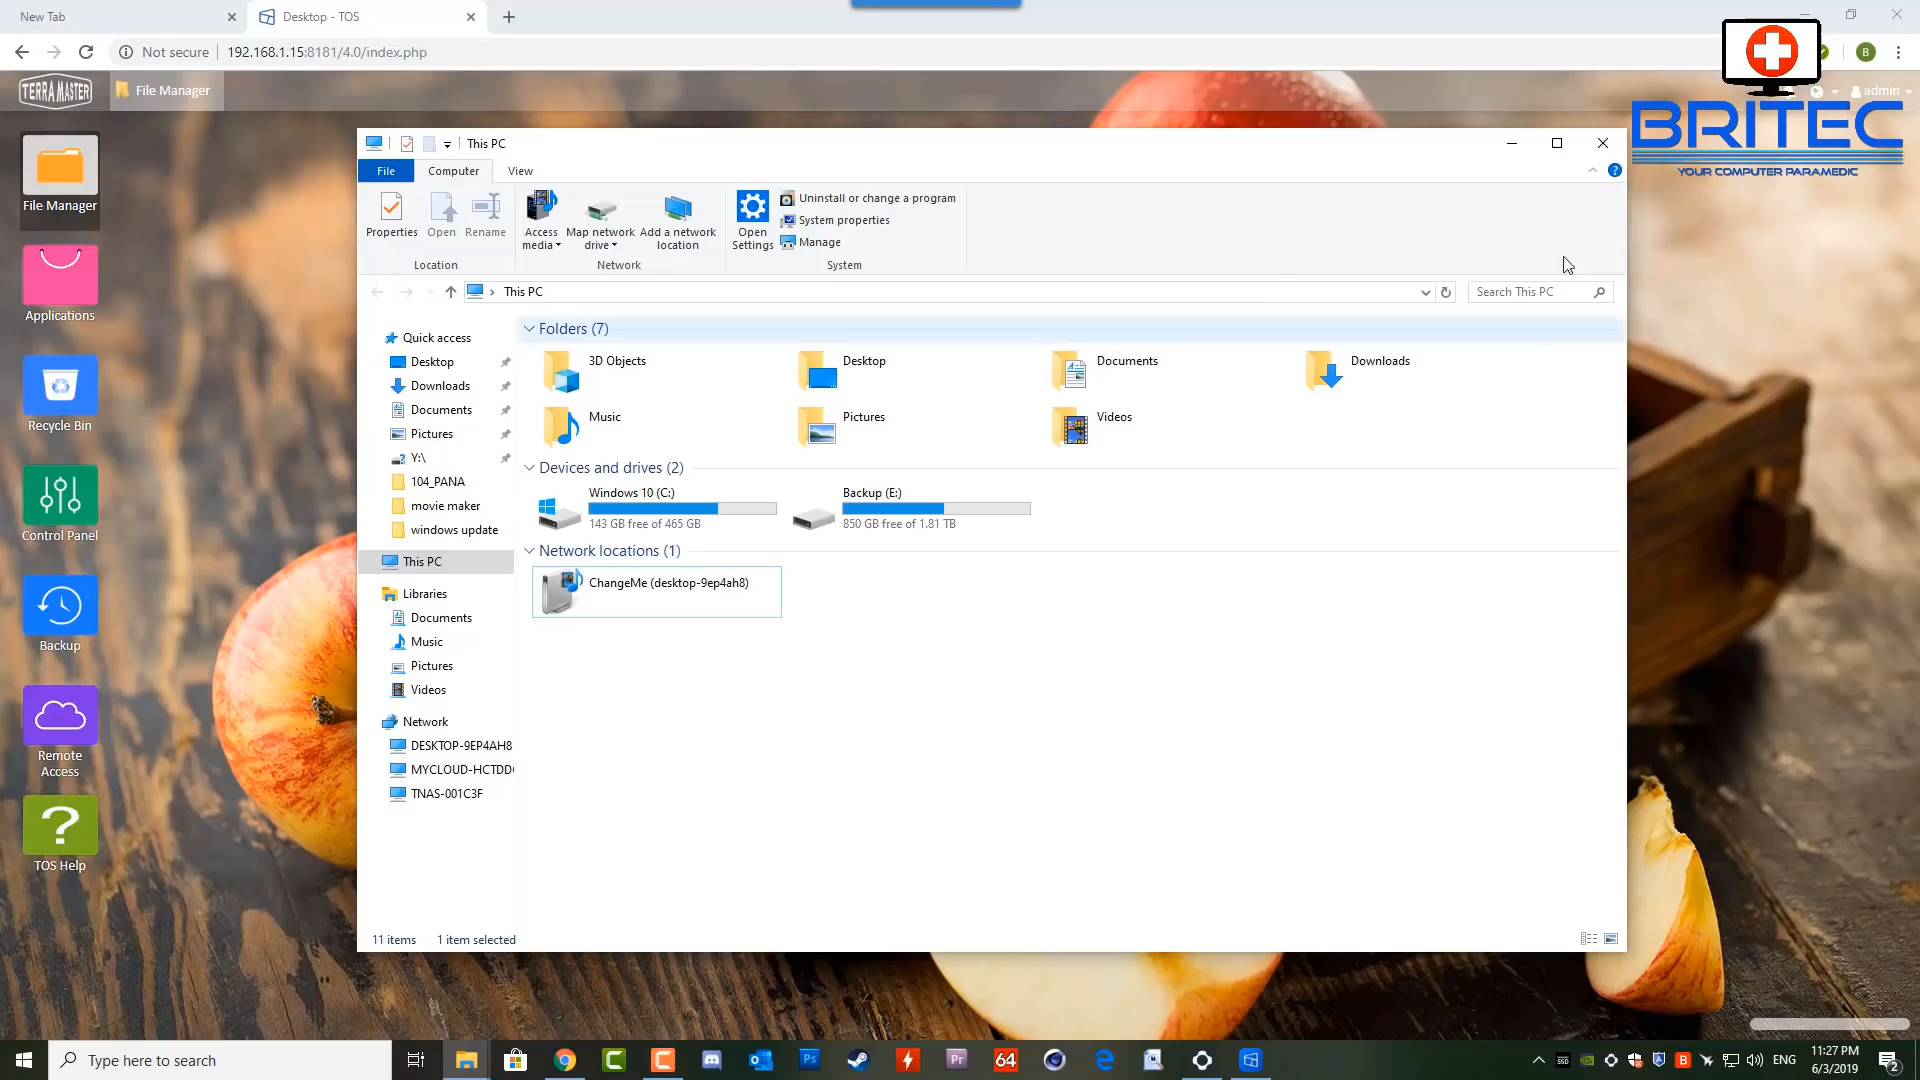 New Tab
Desktop - TOS
Not secure
192.168.1.15:8181/4.0/index.php
TERRA MASTER
File Manager
admin
BRITEC
YOUR COMPUTER PARAMEDIC
File Manager
Applications
Recycle Bin
Control Panel
Backup
Remote
Access
TOS Help
This PC
File
Computer
View
Properties
Open
Rename
Access
media
Map network
drive
Add a network
location
Open
Settings
Uninstall or change a program
System properties
Manage
Location
Network
System
This PC
Search This PC
Quick access
Desktop
Downloads
Documents
Pictures
Y:\
104_PANA
movie maker
windows update
This PC
Libraries
Documents
Music
Pictures
Videos
Network
DESKTOP-9EP4AH8
MYCLOUD-HCTDD
TNAS-001C3F
Folders (7)
3D Objects
Desktop
Documents
Downloads
Music
Pictures
Videos
Devices and drives (2)
Windows 10 (C:)
143 GB free of 465 GB
Backup (E:)
850 GB free of 1.81 TB
Network locations (1)
ChangeMe (desktop-9ep4ah8)
11 items
1 item selected
Type here to search
Ps
Pr
64
SSD
B
ENG
11:27 PM
6/3/2019
2